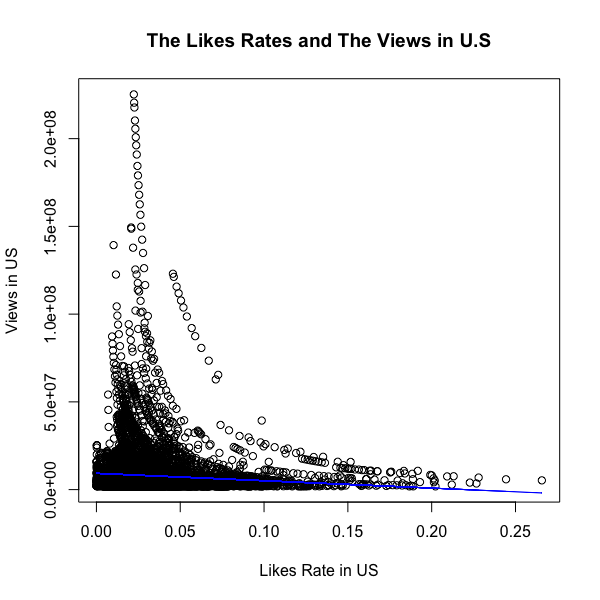 The Likes Rates and The Views in U.S
Views in US
2.0e+08
1.5e+08
1.0e+08
5.0e+07
0.0e+00
0.00 0.05 0.10 0.15 0.20 0.25
Likes Rate in US